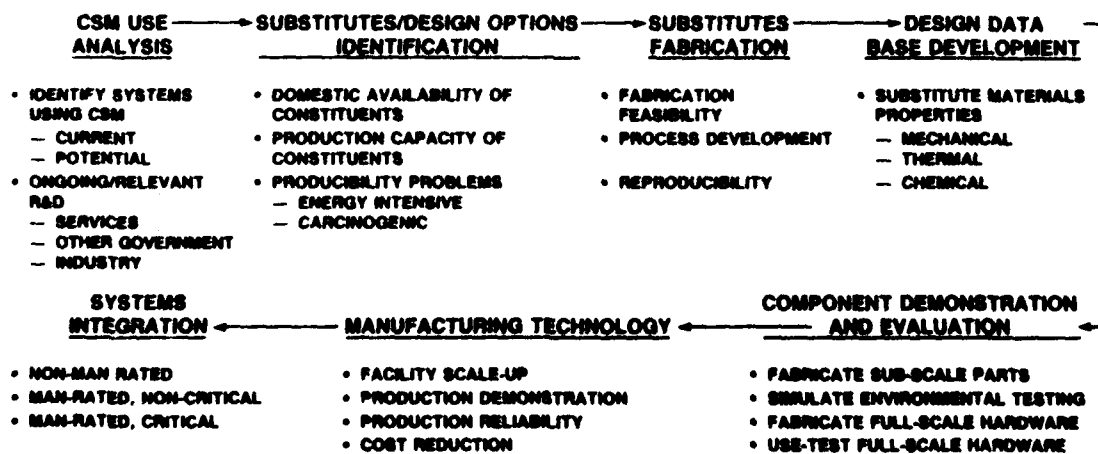 CSM USE
ANALYSIS
SUBSTITUTES/DESIGN OPTIONS
IDENTIFICATION
SUBSTITUTES
FABRICATION
DESIGN DATA
BASE DEVELOPMENT
• IDENTIFY SYSTEMS
USING CSM
— CURRENT
— POTENTIAL
• ONGOING/RELEVANT
R&D
— SERVICES
— OTHER GOVERNMENT
— INDUSTRY
• DOMESTIC AVAILABILITY OF
CONSTITUENTS
• PRODUCTION CAPACITY OF
CONSTITUENTS
• PRODUCIBILITY PROBLEMS
— ENERGY INTENSIVE
— CARCINOGENIC
• FABRICATION
FEASIBILITY
• PROCESS DEVELOPMENT
• REPRODUCIBILITY
• SUBSTITUTE MATERIALS
PROPERTIES
— MECHANICAL
— THERMAL
— CHEMICAL
SYSTEMS
INTEGRATION
MANUFACTURING TECHNOLOGY
COMPONENT DEMONSTRATION
AND EVALUATION
• NON-MAN RATED
• MAN-RATED, NON-CRITICAL
• MAN-RATED, CRITICAL
• FACILITY SCALE-UP
• PRODUCTION DEMONSTRATION
• PRODUCTION RELIABILITY
• COST REDUCTION
• FABRICATE SUB-SCALE PARTS
• SIMULATE ENVIRONMENTAL TESTING
• FABRICATE FULL-SCALE HARDWARE
• USE-TEST FULL-SCALE HARDWARE